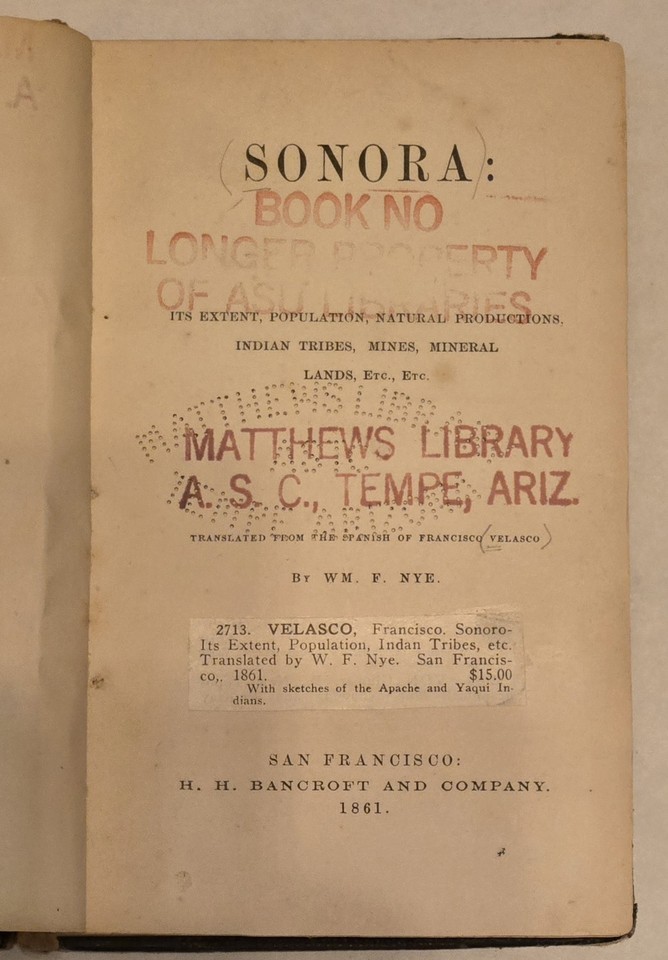 SONORA:
BOOK NO
LONGER PROPERTY
OF ASU LIBRARIES
ITS EXTENT, POPULATION, NATURAL PRODUCTIONS,
INDIAN TRIBES, MINES, MINERAL
LANDS, ETC., ETC.
MATTHEWS LIBRARY
MATTHEWS LIBRARY
A. S. C., TEMPE, ARIZ.
TRANSLATED FROM THE SPANISH OF FRANCISCO (VELASCO)
BY WM. F. NYE.
2713. VELASCO, Francisco. Sonoro-
Its Extent, Population, Indan Tribes, etc.
Translated by W. F. Nye. San Francis-
co,. 1861. $15.00
With sketches of the Apache and Yaqui In-
dians.
SAN FRANCISCO:
H. H. BANCROFT AND COMPANY.
1861.
A.